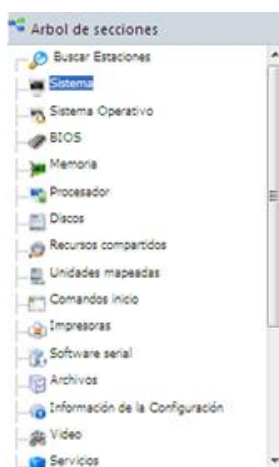 Arbol de secciones
Buscar Estaciones
Sistema
Sistema Operativo
BIOS
Memoria
Procesador
Discos
Recursos compartidos
Unidades mapeadas
Comandos inicio
Impresoras
Software serial
Archivos
Información de la Configuración
Video
Servicios